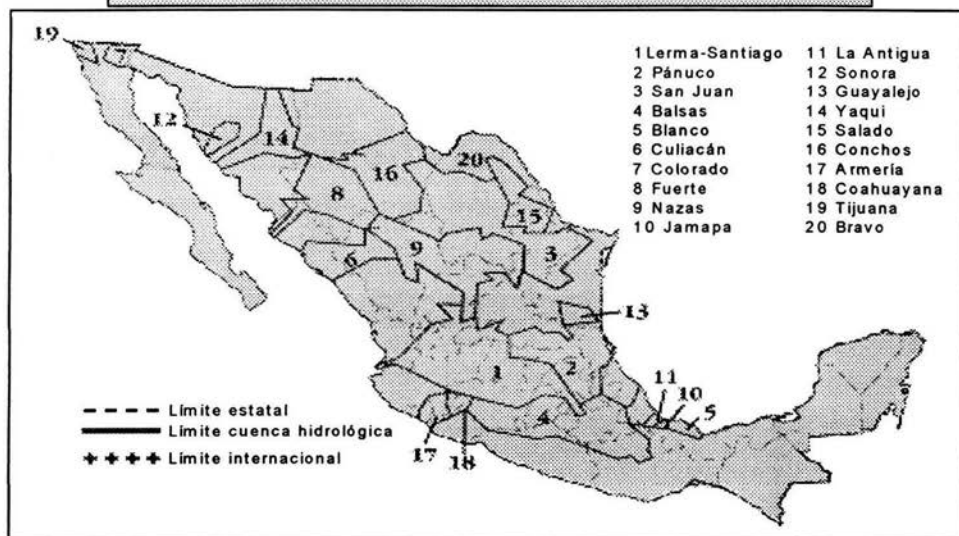 1 Lerma-Santiago
2 Pánuco
3 San Juan
4 Balsas
5 Blanco
6 Culiacán
7 Colorado
8 Fuerte
9 Nazas
10 Jamapa
11 La Antigua
12 Sonora
13 Guayalejo
14 Yaqui
15 Salado
16 Conchos
17 Armería
18 Coahuayana
19 Tijuana
20 Bravo
19
7
12
14
20
16
8
15
3
9
6
13
1
2
11
10
5
4
17
18
Límite estatal
Límite cuenca hidrológica
Límite internacional